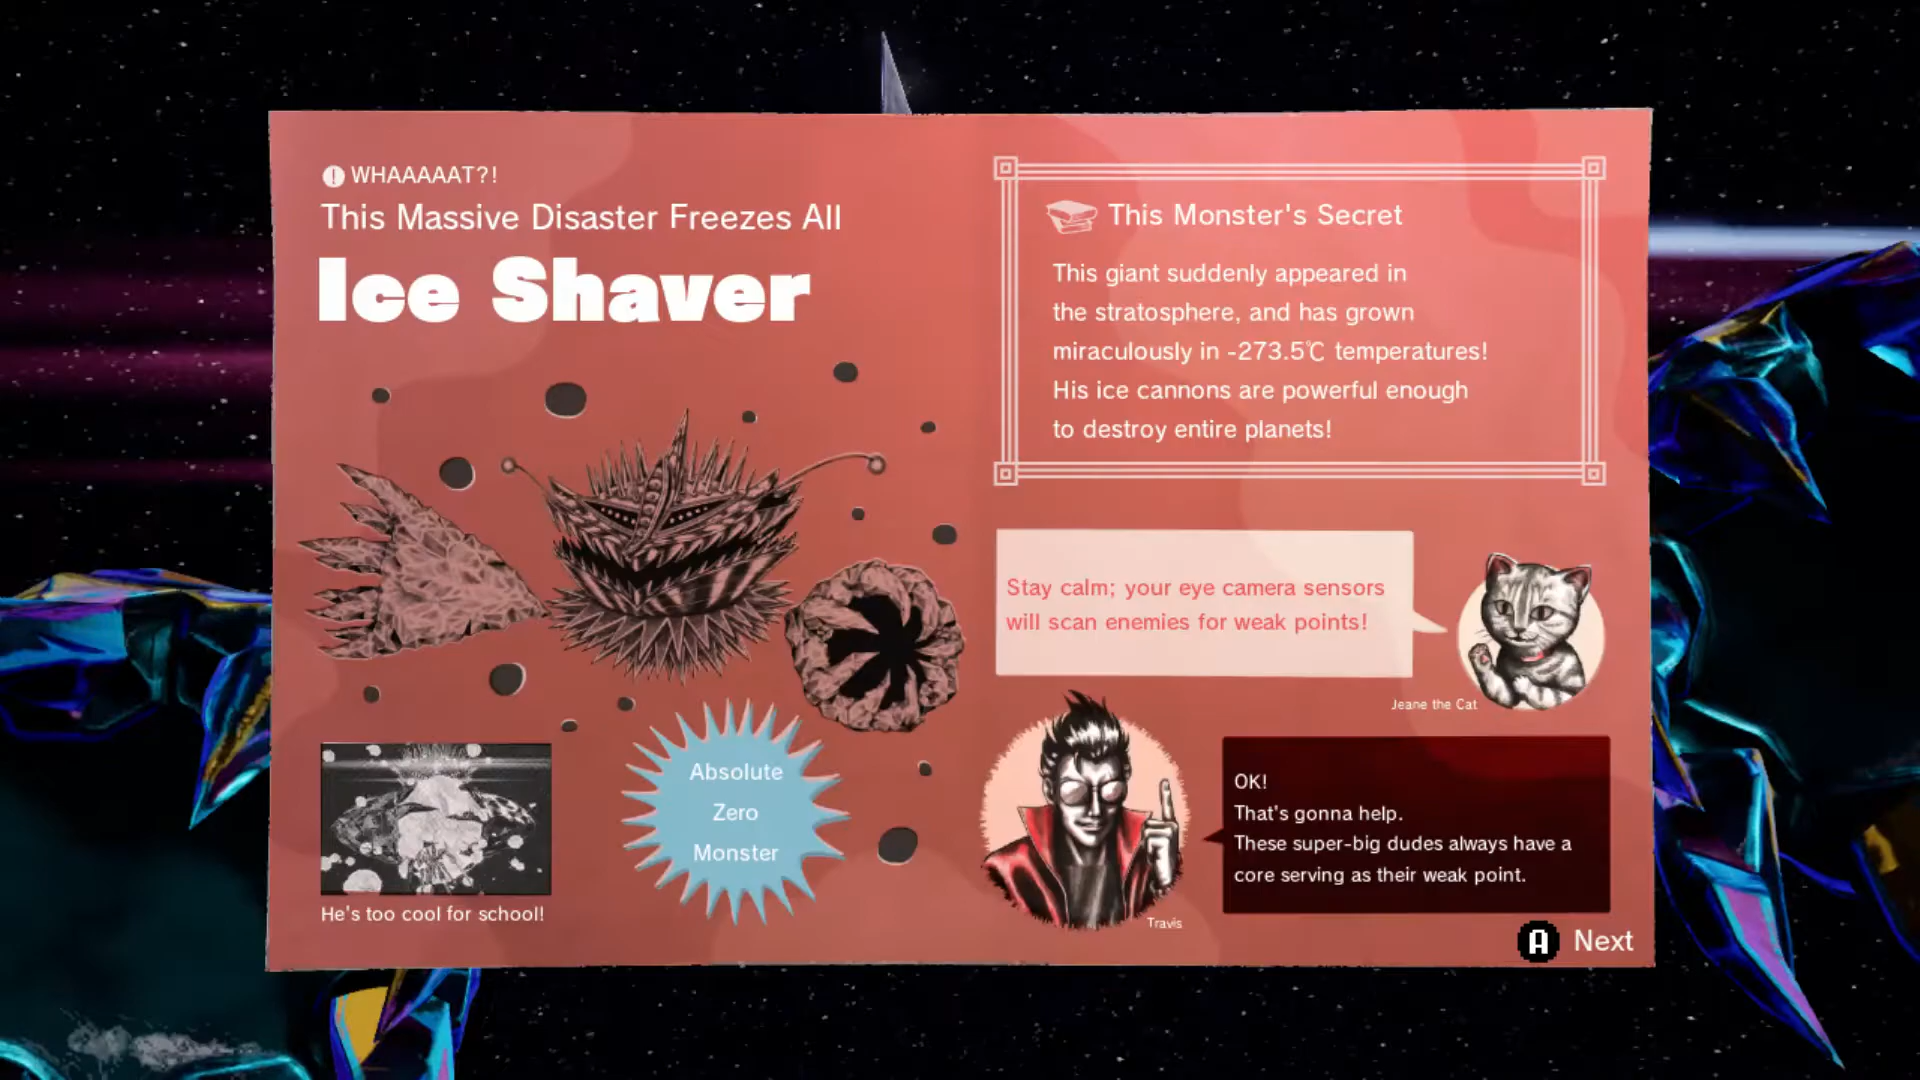 WHAAAAAT?!
This Massive Disaster Freezes All
Ice Shaver
This Monster's Secret
This giant suddenly appeared in
the stratosphere, and has grown
miraculously in -273.5℃ temperatures!
His ice cannons are powerful enough
to destroy entire planets!
Stay calm; your eye camera sensors
will scan enemies for weak points!
Jeane the Cat
Absolute
Zero
Monster
He's too cool for school!
OK!
That's gonna help.
These super-big dudes always have a
core serving as their weak point.
Travis
A Next